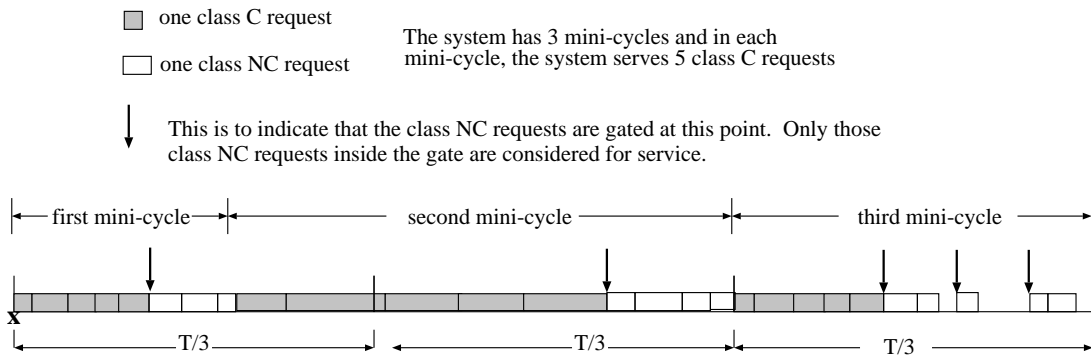 one class C request
one class NC request
The system has 3 mini-cycles and in each
mini-cycle, the system serves 5 class C requests
This is to indicate that the class NC requests are gated at this point. Only those
class NC requests inside the gate are considered for service.
first mini-cycle
second mini-cycle
third mini-cycle
x
T/3
T/3
T/3